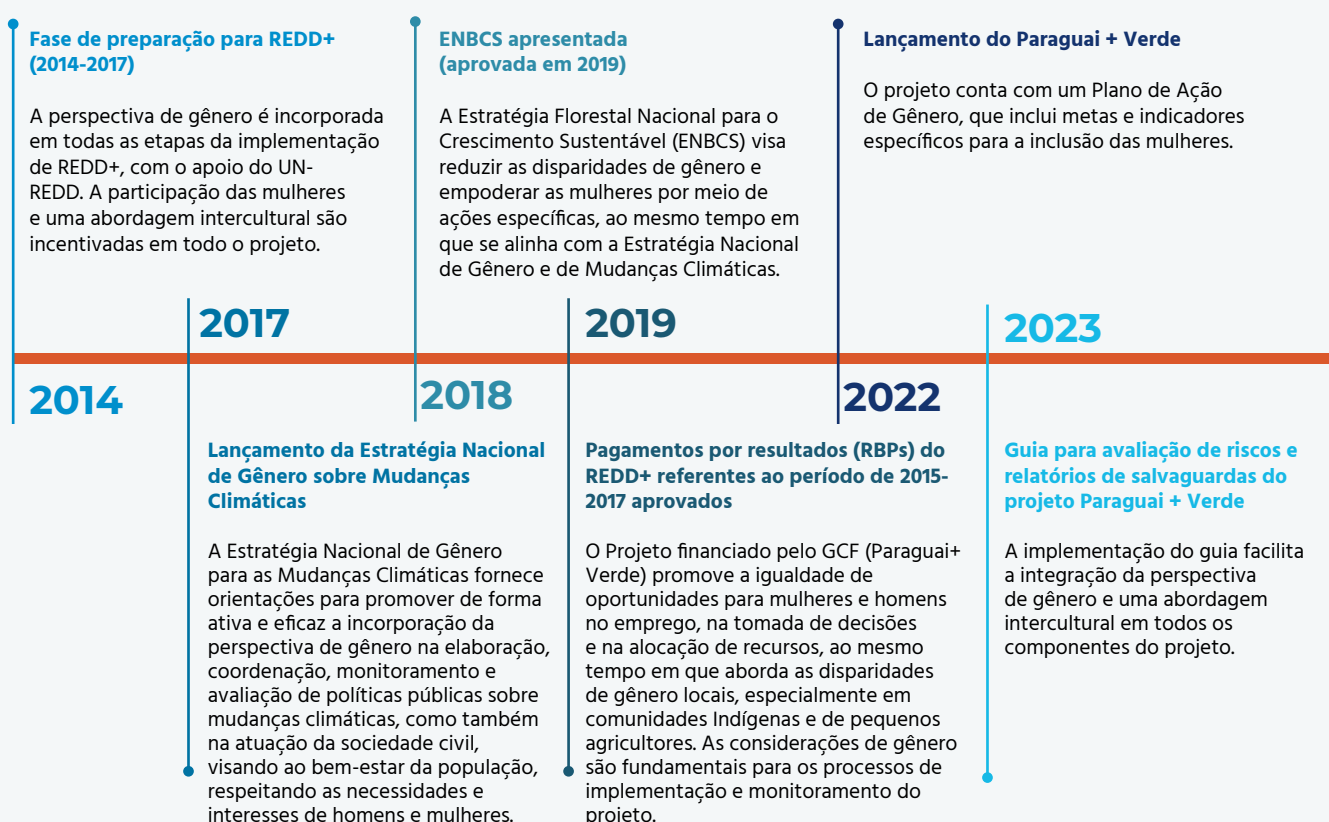 Fase de preparação para REDD+
(2014-2017)
A perspectiva de gênero é incorporada
em todas as etapas da implementação
de REDD+, com o apoio do UN-
REDD. A participação das mulheres
e uma abordagem intercultural são
incentivadas em todo o projeto.
2014
2017
Lançamento da Estratégia Nacional
de Gênero sobre Mudanças
Climáticas
A Estratégia Nacional de Gênero
para as Mudanças Climáticas fornece
orientações para promover de forma
ativa e eficaz a incorporação da
perspectiva de gênero na elaboração,
coordenação, monitoramento e
avaliação de políticas públicas sobre
mudanças climáticas, como também
na atuação da sociedade civil,
visando ao bem-estar da população,
respeitando as necessidades e
interesses de homens e mulheres.
ENBCS apresentada
(aprovada em 2019)
A Estratégia Florestal Nacional para o
Crescimento Sustentável (ENBCS) visa
reduzir as disparidades de gênero e
empoderar as mulheres por meio de
ações específicas, ao mesmo tempo em
que se alinha com a Estratégia Nacional
de Gênero e de Mudanças Climáticas.
2018
2019
Pagamentos por resultados (RBPs) do
REDD+ referentes ao período de 2015-
2017 aprovados
O Projeto financiado pelo GCF (Paraguai+
Verde) promove a igualdade de
oportunidades para mulheres e homens
no emprego, na tomada de decisões
e na alocação de recursos, ao mesmo
tempo em que aborda as disparidades
de gênero locais, especialmente em
comunidades Indígenas e de pequenos
agricultores. As considerações de gênero
são fundamentais para os processos de
implementação e monitoramento do
projeto.
Lançamento do Paraguai + Verde
O projeto conta com um Plano de Ação
de Gênero, que inclui metas e indicadores
específicos para a inclusão das mulheres.
2022
2023
Guia para avaliação de riscos e
relatórios de salvaguardas do
projeto Paraguai + Verde
A implementação do guia facilita
a integração da perspectiva
de gênero e uma abordagem
intercultural em todos os
componentes do projeto.